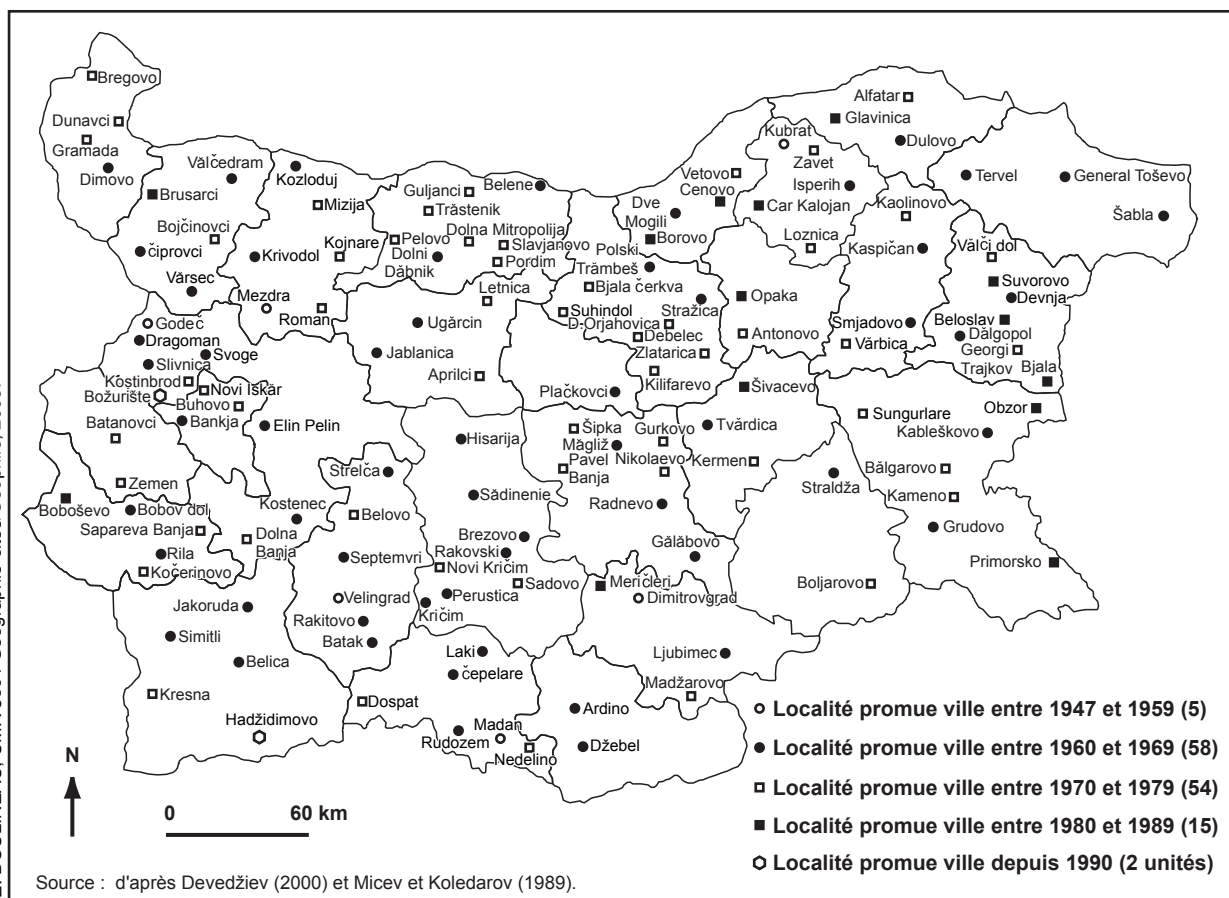 Bregovo
Dunavci
Gramada
Dimovo
Vălčedram
Brusarci
Bojčinovci
čiprovci
Vărsec
Kozloduj
Mizija
Kojnare
Krivodol
Mezdra
Roman
Guljanci
Belene
Trăstenik
Dolna Mitropolija
Pelovo
Slavjanovo
Dolni
Dăbnik
Pordim
Letnica
Ugărcin
Jablanica
Aprilci
Alfatar
Glavinica
Kubrat
Dulovo
Zavet
Vetovo
Cenovo
Isperih
Tervel
General Toševo
Šabla
Dve
Mogili
Borovo
Car Kalojan
Kaolinovo
Loznica
Kaspičan
Polski
Trămbeš
Bjala čerkva
Stražica
Suhindol
D-Orjahovica
Debelec
Zlatarica
Kilifarevo
Plačkovci
Opaka
Antonovo
Vălči dol
Suvorovo
Devnja
Smjadovo
Beloslav
Dălgopol
Vărbica
Georgi
Trajkov
Bjala
Godeč
Dragoman
Slivnica
Svoge
Kostinbrod
Novi Iskăr
Božurište
Buhovo
Bankja
Batanovci
Elin Pelin
Zemen
Boboševo
Bobov dol
Sapareva Banja
Rila
Kočerinovo
Kostenec
Dolna
Banja
Strelča
Belovo
Septemvri
Velingrad
Rakitovo
Batak
Hisarija
Sădinenie
Brezovo
Rakovski
Novi Kričim
Sadovo
Perustica
Kričim
Šipka
Măgliž
Gurkovo
Pavel
Banja
Nikolaevo
Radnevo
Gălăbovo
Šivacevo
Tvărdica
Kermen
Straldža
Boljarovo
Sungurlare
Obzor
Kableškovo
Bălgarovo
Kameno
Grudovo
Primorsko
Meričleri
Dimitrovgrad
Ljubimec
Madžarovo
Jakoruda
Simitli
Belica
Kresna
Hadžidimovo
Laki
čepelare
Dospat
Rudozem
Madan
Nedelino
Ardino
Džebel
N
0 60 km
Localité promue ville entre 1947 et 1959 (5)
Localité promue ville entre 1960 et 1969 (58)
Localité promue ville entre 1970 et 1979 (54)
Localité promue ville entre 1980 et 1989 (15)
Localité promue ville depuis 1990 (2 unités)
Source : d'après Devedžiev (2000) et Micev et Koledarov (1989).